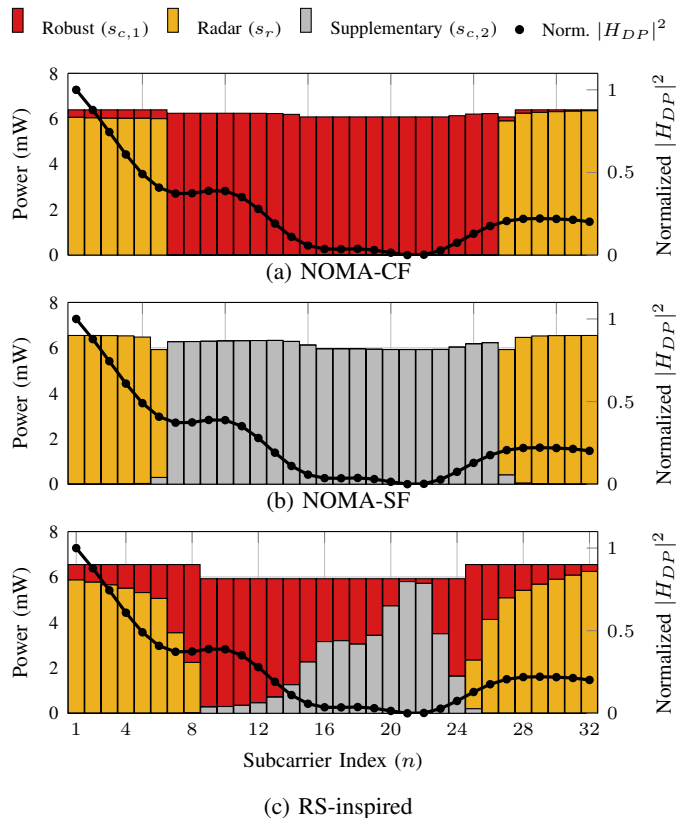 Robust (s_{c,1}) Radar (s_r) Supplementary (s_{c,2}) Norm. |H_{DP}|^2
8
6
4
2
0
Power (mW)
1
0.5
0
Normalized |H_{DP}|^2
(a) NOMA-CF
8
6
4
2
0
Power (mW)
1
0.5
0
Normalized |H_{DP}|^2
(b) NOMA-SF
8
6
4
2
0
Power (mW)
1
0.5
0
Normalized |H_{DP}|^2
1 4 8 12 16 20 24 28 32
Subcarrier Index (n)
(c) RS-inspired